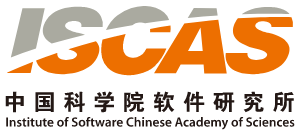 ISCAS
中国科学院软件研究所
Institute of Software Chinese Academy of Sciences